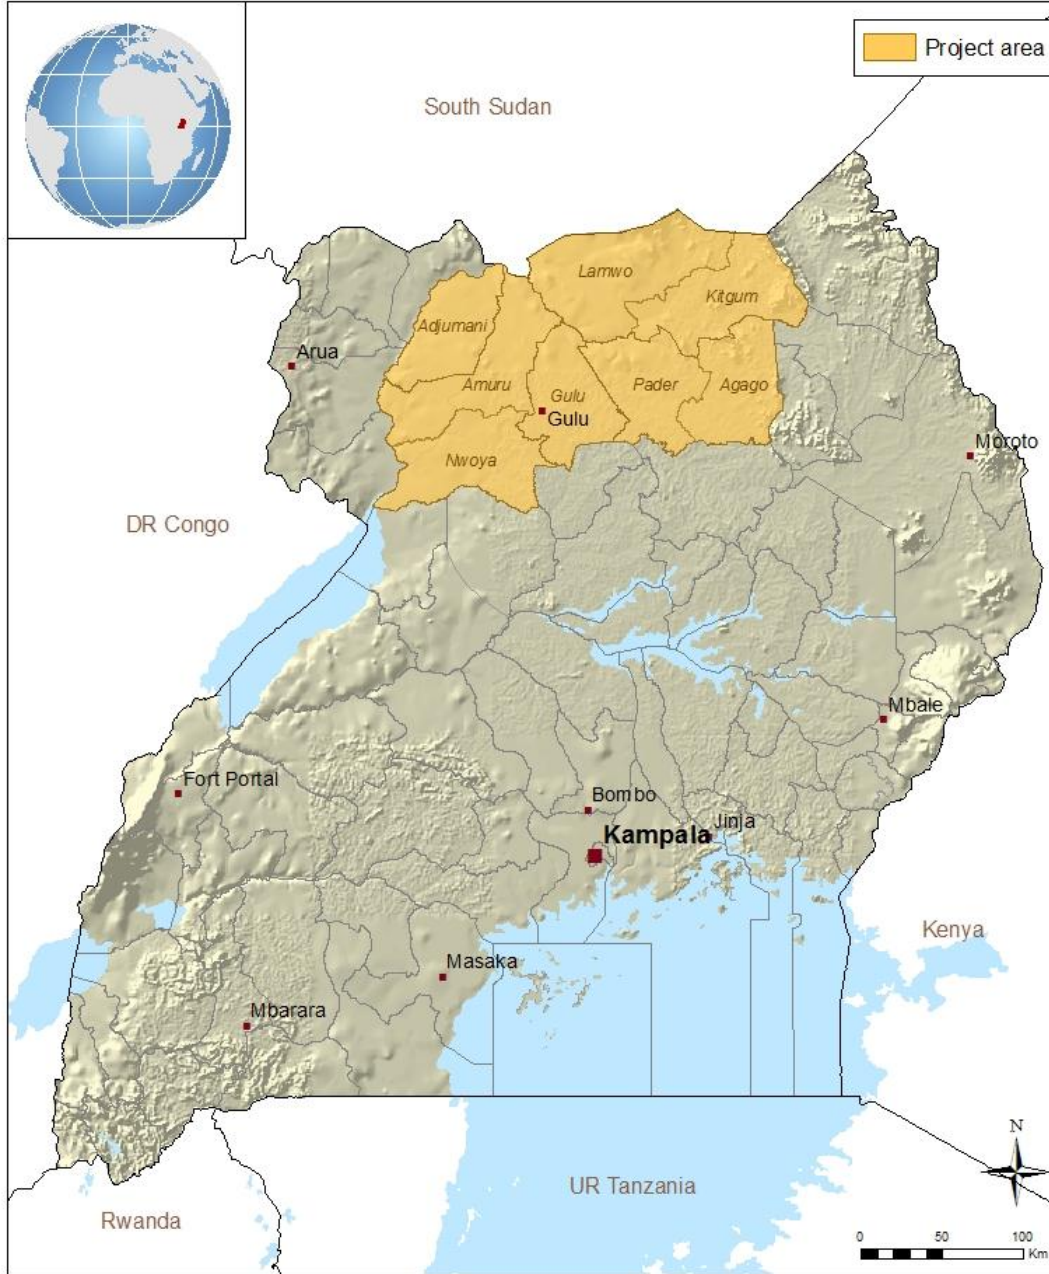 Project area
South Sudan
Lamwo
Kitgum
Adjumani
Arua
Amuru
Gulu
Pader
Agago
Gulu
Nwoya
Moroto
DR Congo
Mbale
Fort Portal
Bombo
Jinja
Kampala
Kenya
Masaka
Mbarara
N
UR Tanzania
Rwanda
0 50 100
Km